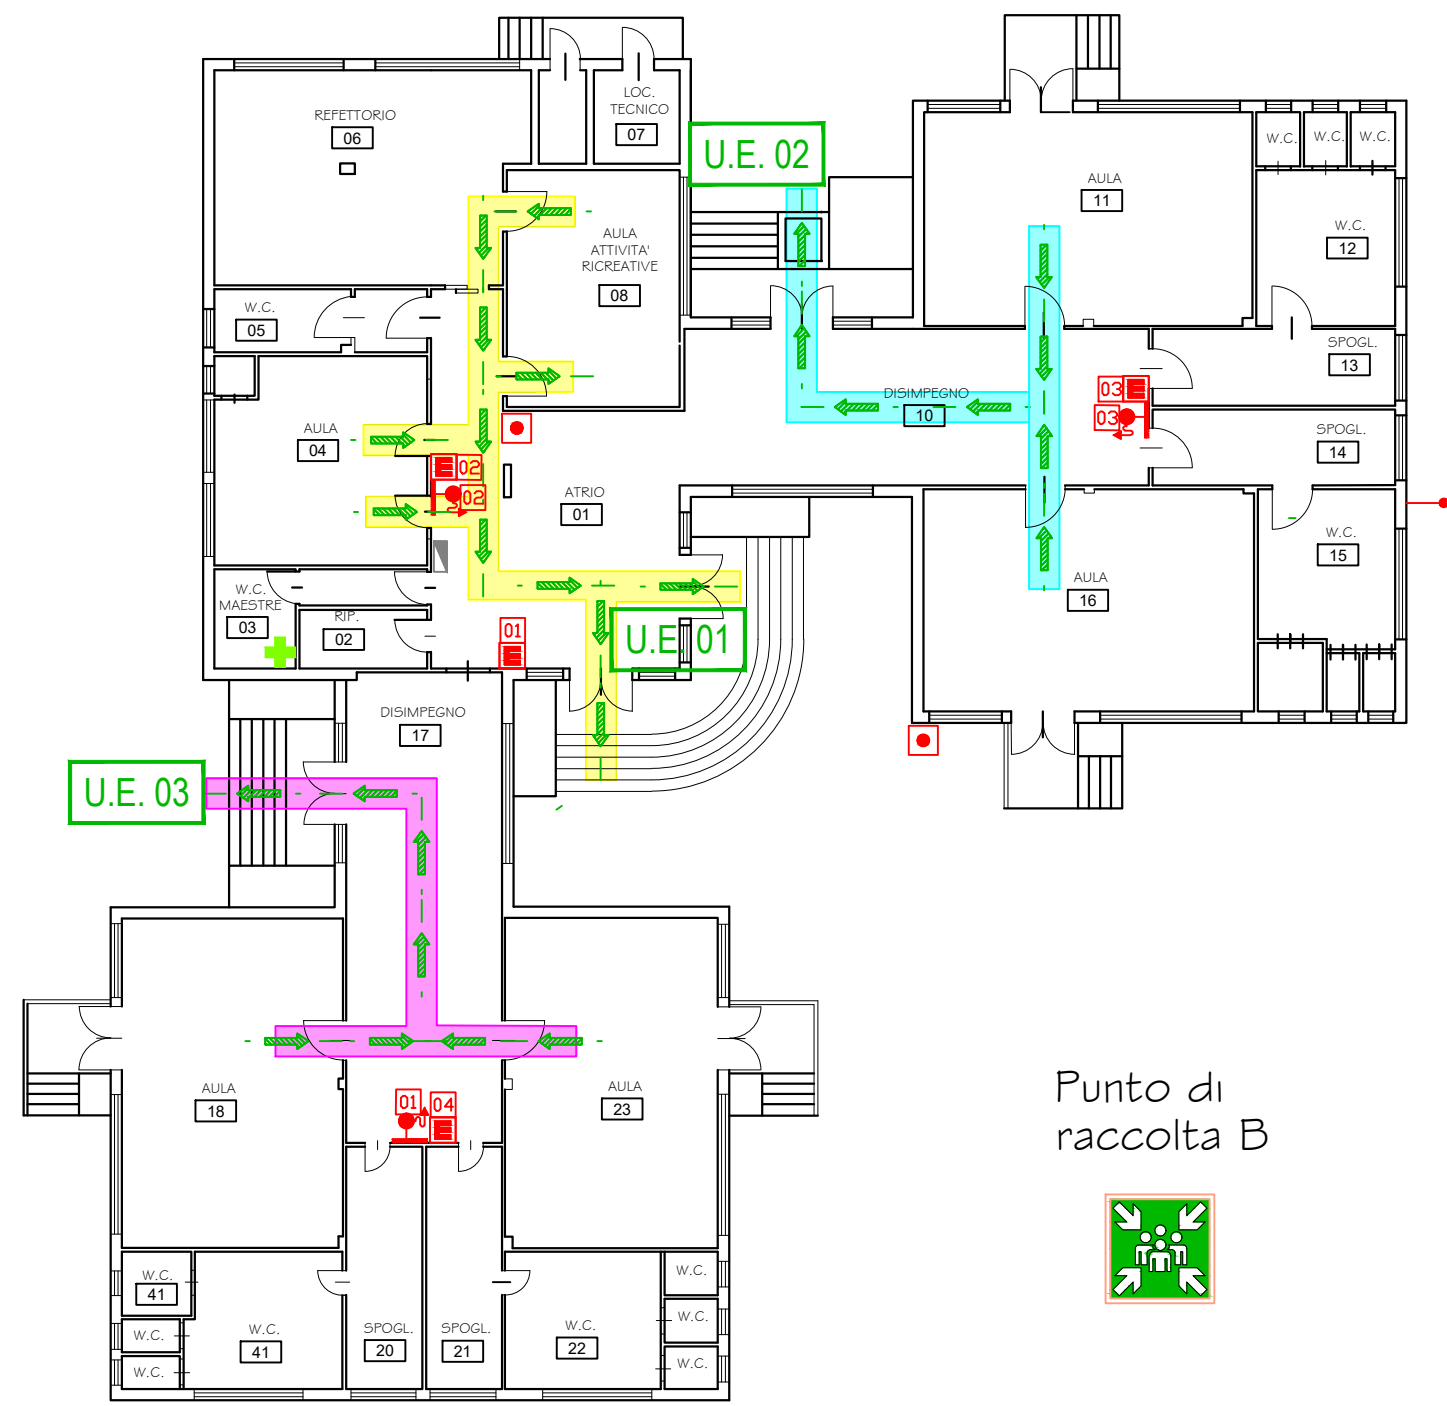 LOC.
TECNICO
07
REFETTORIO
06
U.E. 02
W.C.
W.C.
W.C.
AULA
11
W.C.
12
AULA
ATTIVITA'
RICREATIVE
08
W.C.
05
SPOGL.
13
DISIMPEGNO
10
03
03
AULA
04
SPOGL.
14
02
02
ATRIO
01
W.C.
15
AULA
16
W.C.
MAESTRE
03
RIP.
02
01
U.E. 01
DISIMPEGNO
17
U.E. 03
AULA
18
AULA
23
01
04
Punto di
raccolta B
W.C.
41
W.C.
W.C.
W.C.
41
SPOGL.
20
SPOGL.
21
W.C.
22
W.C.
W.C.
W.C.